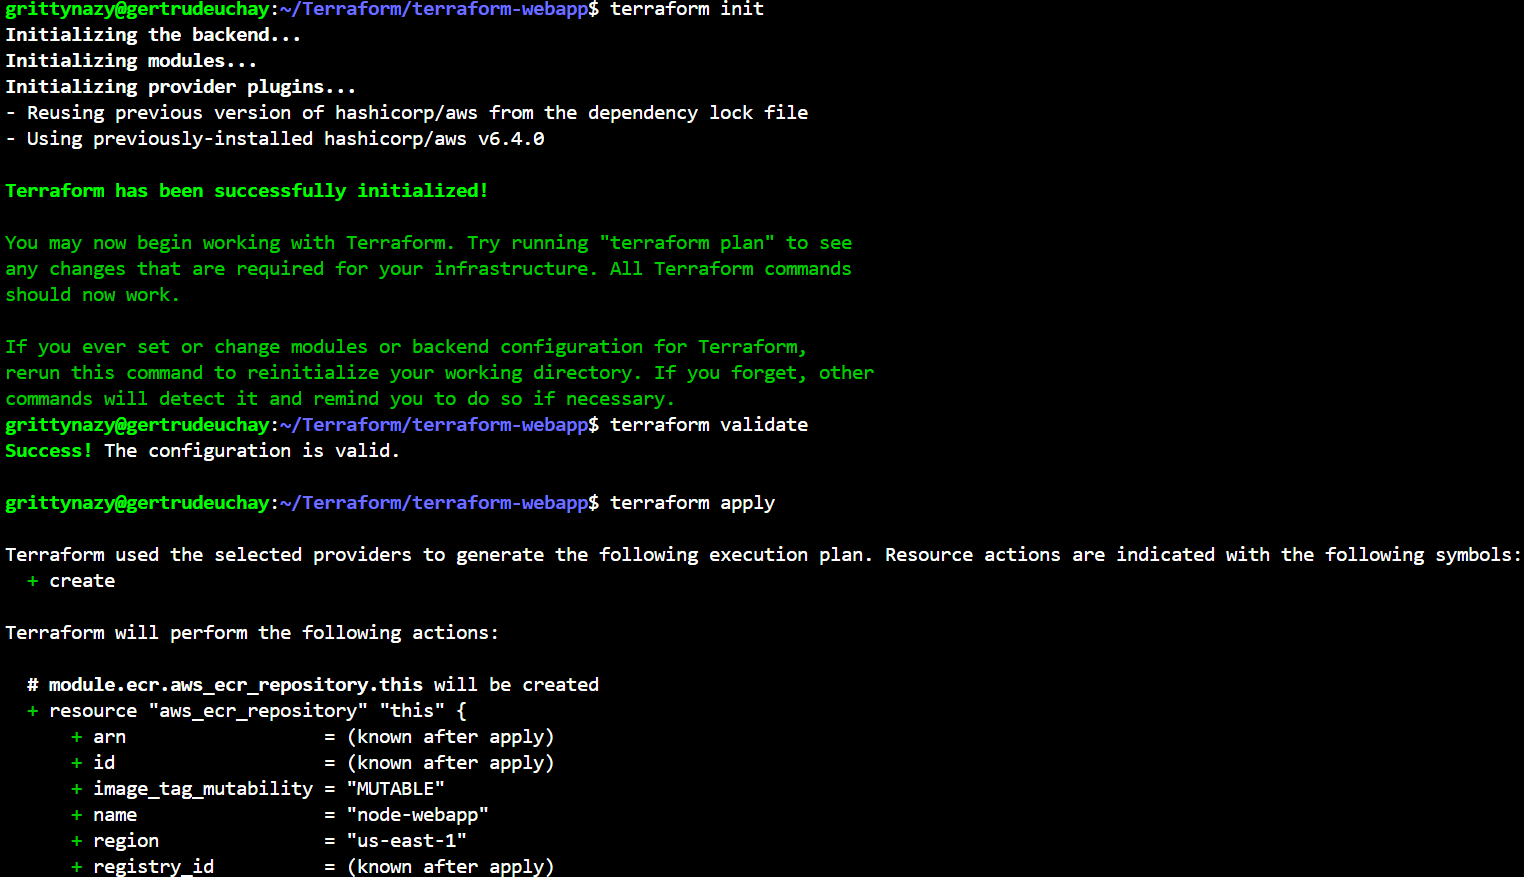 grittynazy@gertrudeuchay:~/Terraform/terraform-webapp$ terraform init
Initializing the backend...
Initializing modules...
Initializing provider plugins...
- Reusing previous version of hashicorp/aws from the dependency lock file
- Using previously-installed hashicorp/aws v6.4.0
Terraform has been successfully initialized!
You may now begin working with Terraform. Try running "terraform plan" to see
any changes that are required for your infrastructure. All Terraform commands
should now work.
If you ever set or change modules or backend configuration for Terraform,
rerun this command to reinitialize your working directory. If you forget, other
commands will detect it and remind you to do so if necessary.
grittynazy@gertrudeuchay:~/Terraform/terraform-webapp$ terraform validate
Success! The configuration is valid.
grittynazy@gertrudeuchay:~/Terraform/terraform-webapp$ terraform apply
Terraform used the selected providers to generate the following execution plan. Resource actions are indicated with the following symbols:
  + create
Terraform will perform the following actions:
  # module.ecr.aws_ecr_repository.this will be created
  + resource "aws_ecr_repository" "this" {
      + arn                  = (known after apply)
      + id                   = (known after apply)
      + image_tag_mutability = "MUTABLE"
      + name                 = "node-webapp"
      + region               = "us-east-1"
      + registry_id          = (known after apply)